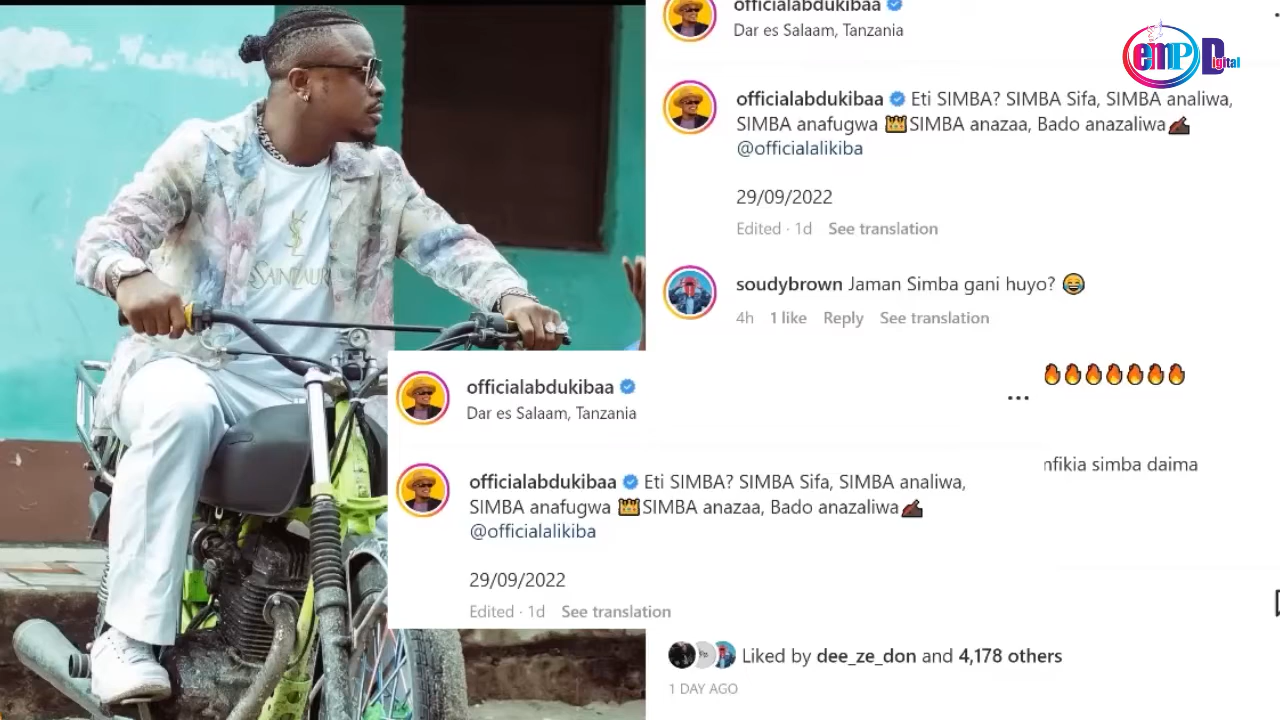 officialabdukibaa
Dar es Salaam, Tanzania
empDigital
officialabdukibaa Eti SIMBA? SIMBA Sifa, SIMBA analiwa,
SIMBA anafugwa 👑SIMBA anazaa, Bado anazaliwa✍🏿
@officialalikiba
29/09/2022
Edited · 1d See translation
soudybrown Jaman Simba gani huyo? 😂
4h 1 like Reply See translation
🔥🔥🔥🔥🔥🔥🔥
nfikia simba daima
SAINTLAUR
officialabdukibaa
Dar es Salaam, Tanzania
officialabdukibaa Eti SIMBA? SIMBA Sifa, SIMBA analiwa,
SIMBA anafugwa 👑SIMBA anazaa, Bado anazaliwa✍🏿
@officialalikiba
29/09/2022
Edited · 1d See translation
Liked by dee_ze_don and 4,178 others
1 DAY AGO